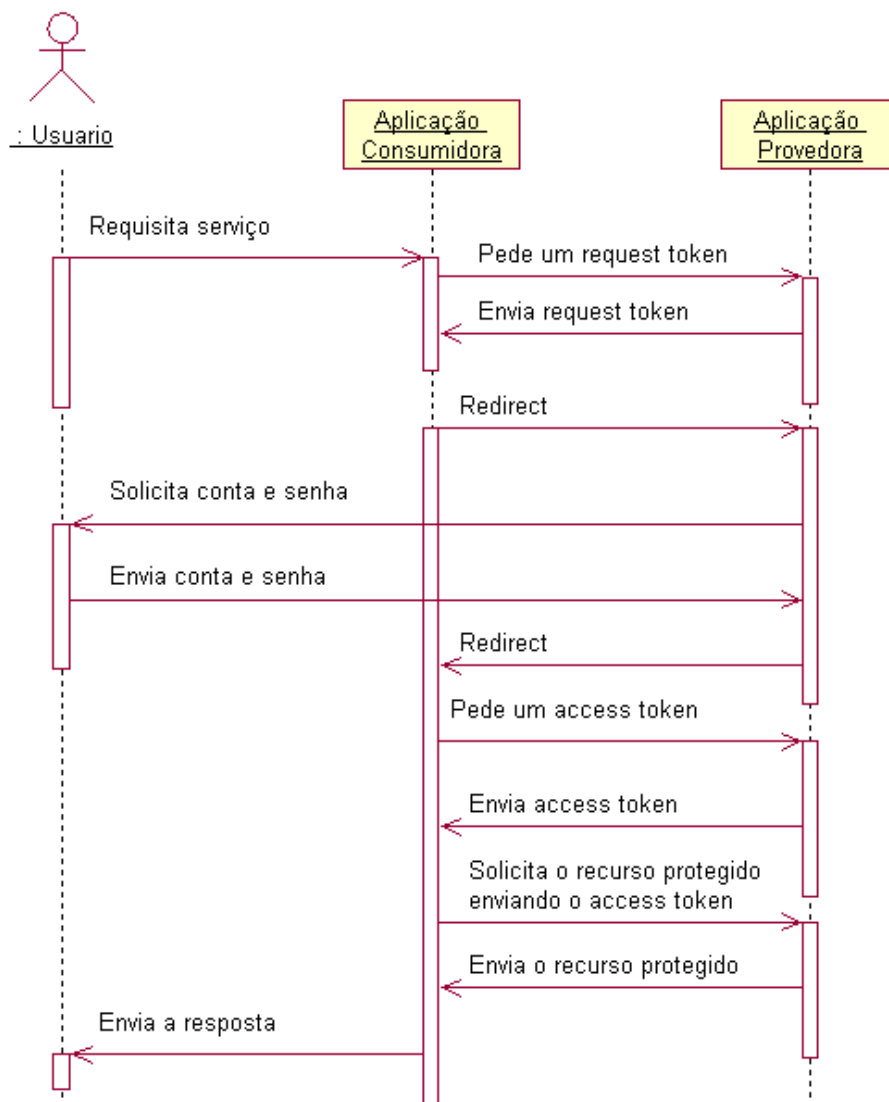 : Usuario
Aplicação
Consumidora
Aplicação
Provedora
Requisita serviço
Pede um request token
Envia request token
Redirect
Solicita conta e senha
Envia conta e senha
Redirect
Pede um access token
Envia access token
Solicita o recurso protegido
enviando o access token
Envia o recurso protegido
Envia a resposta